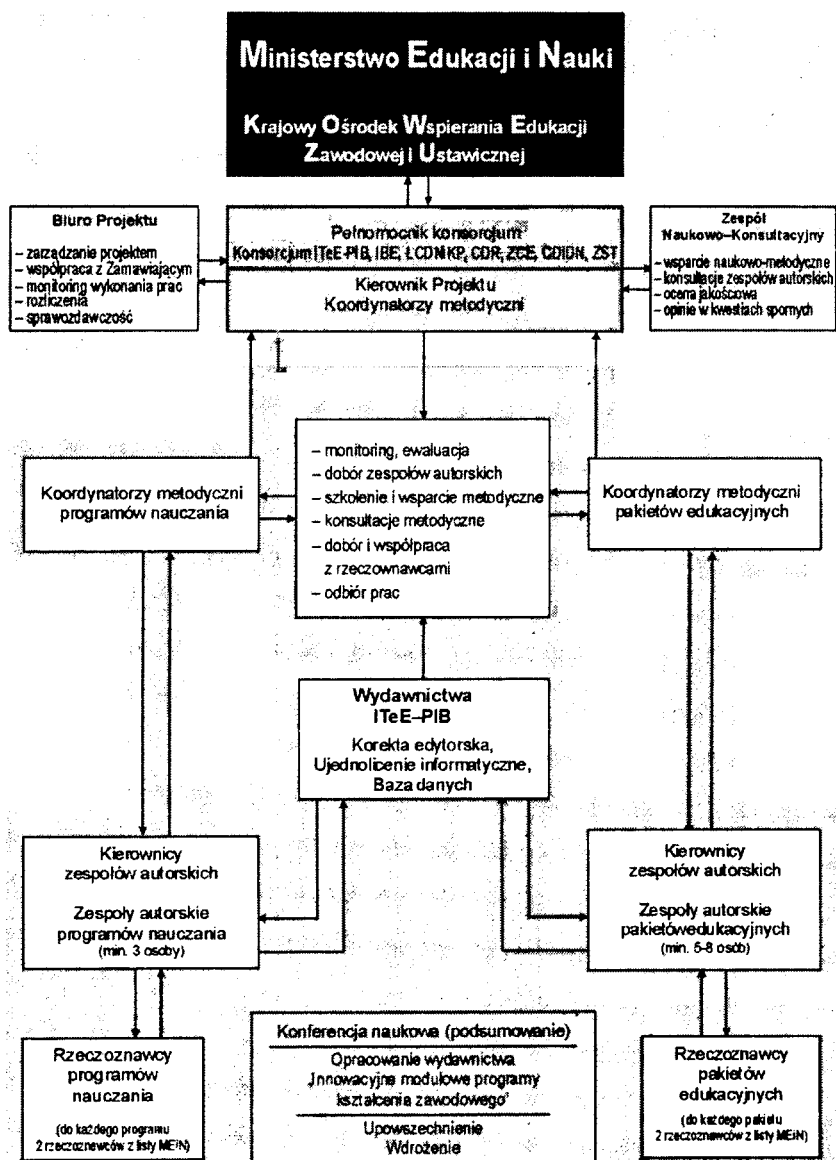 Ministerstwo Edukacji i Nauki
Krajowy Ośrodek Wspierania Edukacji
Zawodowej i Ustawicznej
Biuro Projektu
– zarządzanie projektem
– współpraca z Zamawiającym
– monitoring wykonania prac
– rozliczenia
– sprawozdawczość
Pełnomocnik konsorcjum
Konsorcjum ITeE-PIB, IBE, ŁCDNiKP, CDR, ZCE, CDiDN, ZST
Kierownik Projektu
Koordynatorzy metodyczni
Zespół
Naukowo–Konsultacyjny
– wsparcie naukowo-metodyczne
– konsultacje zespołów autorskich
– ocena jakościowa
– opinie w kwestiach spornych
Koordynatorzy metodyczni
programów nauczania
– monitoring, ewaluacja
– dobór zespołów autorskich
– szkolenie i wsparcie metodyczne
– konsultacje metodyczne
– dobór i współpraca
z rzeczownawcami
– odbiór prac
Koordynatorzy metodyczni
pakietów edukacyjnych
Wydawnictwa
ITeE–PIB
Korekta edytorska,
Ujednolicenie informatyczne,
Baza danych
Kierownicy
zespołów autorskich
Zespoły autorskie
programów nauczania
(min. 3 osoby)
Kierownicy
zespołów autorskich
Zespoły autorskie
pakietówedukacyjnych
(min. 5-8 osób)
Rzeczoznawcy
programów
nauczania
(do każdego programu
2 rzeczoznawców z listy MEiN)
Konferencja naukowa (podsumowanie)
Opracowanie wydawnictwa
„Innowacyjne modułowe programy
kształcenia zawodowego"
Upowszechnienie
Wdrożenie
Rzeczoznawcy
pakietów
edukacyjnych
(do każdego pakietu
2 rzeczoznawców z listy MEiN)